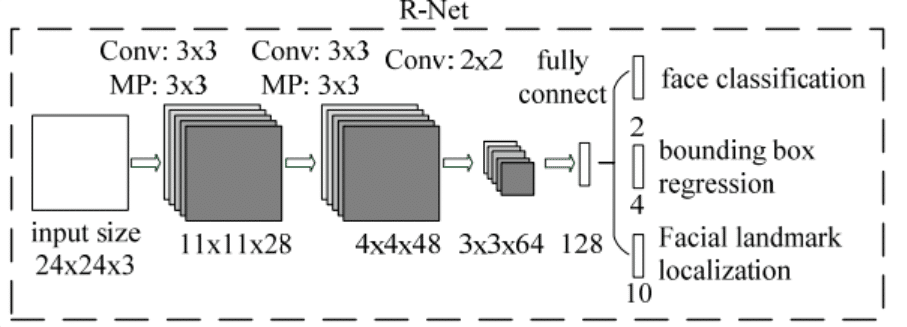 R-Net
Conv: 3x3
MP: 3x3
Conv: 3x3
MP: 3x3
Conv: 2x2
fully
connect
input size
24x24x3
11x11x28
4x4x48
3x3x64
128
face classification
2
bounding box
regression
4
Facial landmark
localization
10